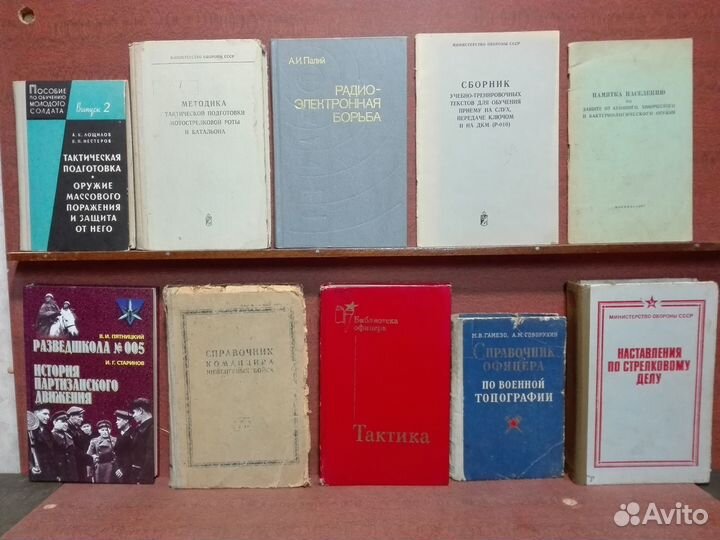 Пособие
по обучению
молодого
солдата
Выпуск 2
А. К. ЛОЩИЛОВ
В. П. НЕСТЕРОВ
ТАКТИЧЕСКАЯ
ПОДГОТОВКА
•
ОРУЖИЕ
МАССОВОГО
ПОРАЖЕНИЯ
И ЗАЩИТА
ОТ НЕГО
МИНИСТЕРСТВО ОБОРОНЫ СССР
МЕТОДИКА
ТАКТИЧЕСКОЙ ПОДГОТОВКИ
МОТОСТРЕЛКОВОЙ РОТЫ
И БАТАЛЬОНА
А.И.Палий
РАДИО-
ЭЛЕКТРОННАЯ
БОРЬБА
МИНИСТЕРСТВО ОБОРОНЫ СССР
СБОРНИК
УЧЕБНО-ТРЕНИРОВОЧНЫХ
ТЕКСТОВ ДЛЯ ОБУЧЕНИЯ
ПРИЕМУ НА СЛУХ,
ПЕРЕДАЧЕ КЛЮЧОМ
И НА ДКМ (Р-010)
ПАМЯТКА НАСЕЛЕНИЮ
ПО
ЗАЩИТЕ ОТ АТОМНОГО, ХИМИЧЕСКОГО
И БАКТЕРИОЛОГИЧЕСКОГО ОРУЖИЯ
В. И. ПЯТНИЦКИЙ
РАЗВЕДШКОЛА № 005
И. Г. СТАРИНОВ
ИСТОРИЯ
ПАРТИЗАНСКОГО
ДВИЖЕНИЯ
СПРАВОЧНИК
КОМАНДИРА
ИНЖЕНЕРНЫХ ВОЙСК
Библиотека
офицера
Тактика
М.В.ГАМЕЗО, А.М.ГОВОРУХИН
СПРАВОЧНИК
ОФИЦЕРА
ПО ВОЕННОЙ
ТОПОГРАФИИ
МИНИСТЕРСТВО ОБОРОНЫ СССР
НАСТАВЛЕНИЯ
ПО СТРЕЛКОВОМУ
ДЕЛУ
Avito